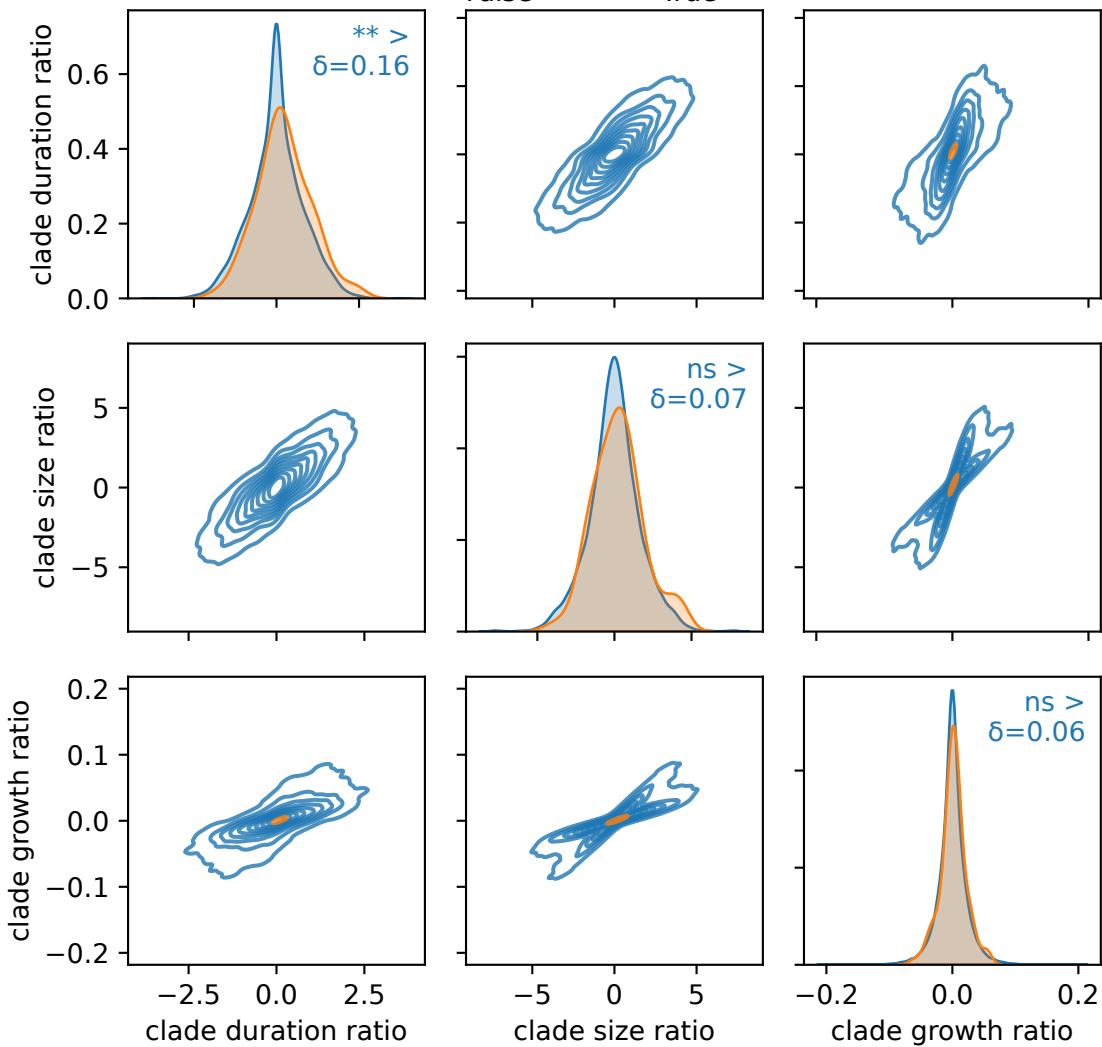 ** >
δ=0.16
clade duration ratio
0.6
0.4
0.2
0.0
ns >
δ=0.07
clade size ratio
5
0
−5
ns >
δ=0.06
clade growth ratio
0.2
0.1
0.0
−0.1
−0.2
−2.5 0.0 2.5 −5 0 5 −0.2 0.0 0.2
clade duration ratio clade size ratio clade growth ratio